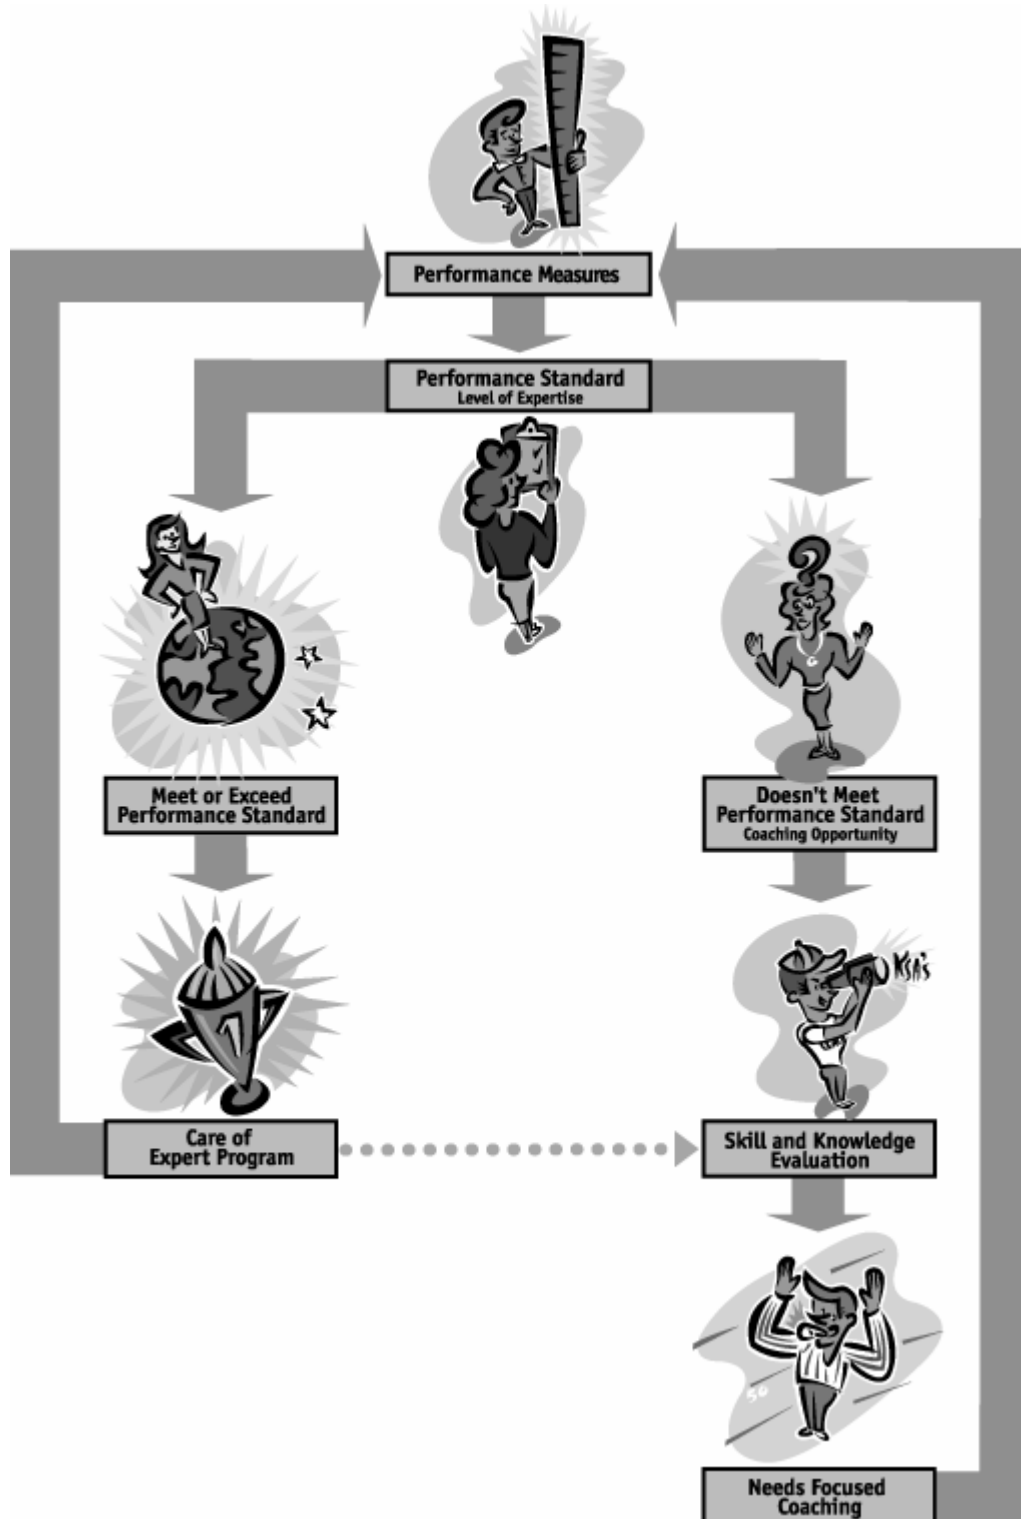 Performance Measures
Performance Standard
Level of Expertise
Meet or Exceed
Performance Standard
Doesn't Meet
Performance Standard
Coaching Opportunity
KSA's
Care of
Expert Program
Skill and Knowledge
Evaluation
Needs Focused
Coaching